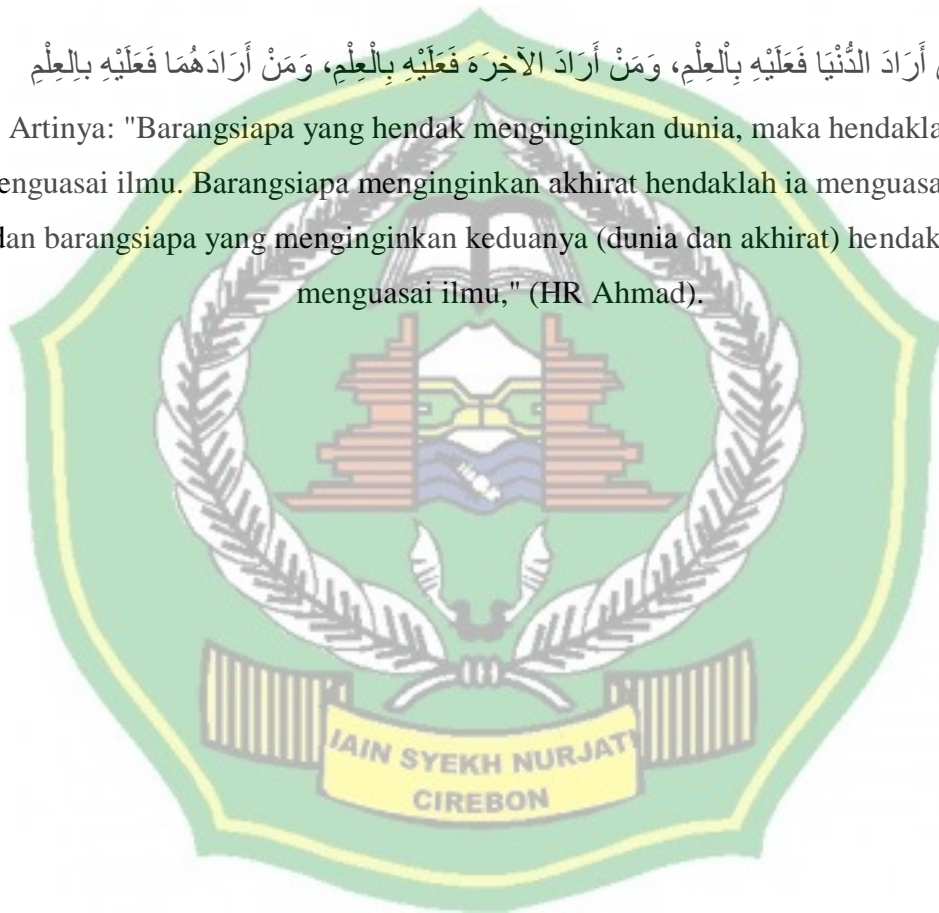 أَرَادَ الدُّنْيَا فَعَلَيْهِ بِاْلعِلْمِ، وَمَنْ أَرَادَ الآخِرَهَ فَعَلَيْهِ بِالْعِلْمِ، وَمَنْ أَرَادَهُمَا فَعَلَيْهِ بِالعِلْمِ
Artinya: "Barangsiapa yang hendak menginginkan dunia, maka hendakla
enguasai ilmu. Barangsiapa menginginkan akhirat hendaklah ia menguasa
dan barangsiapa yang menginginkan keduanya (dunia dan akhirat) hendak
menguasai ilmu," (HR Ahmad).
IAIN SYEKH NURJATI
CIREBON